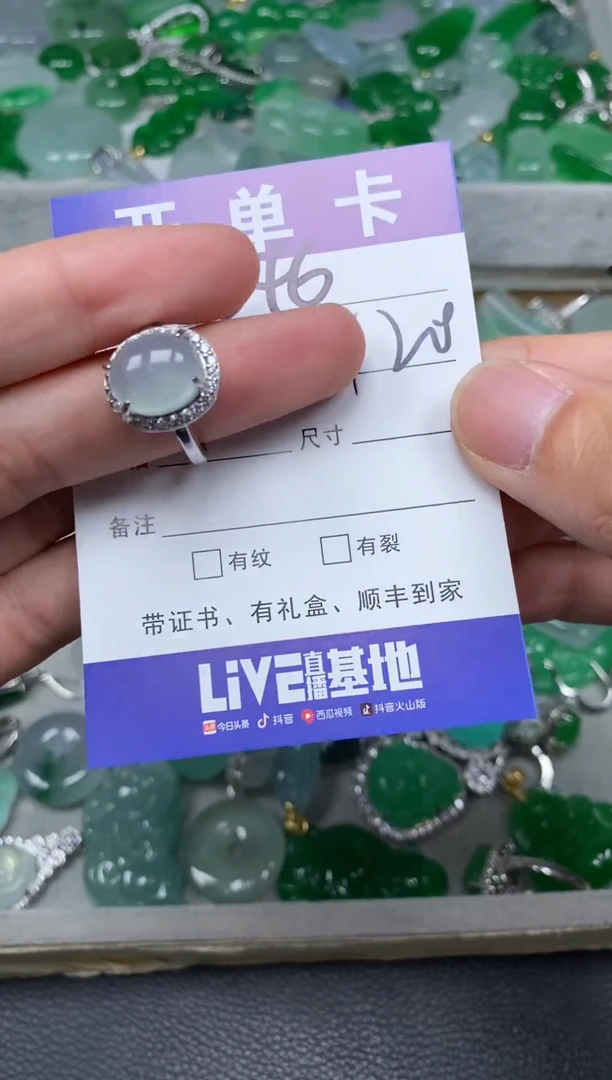 开单卡
尺寸
备注
有纹 有裂
带证书、有礼盒、顺丰到家
LiVE直播基地
今日头条 抖音 西瓜视频 抖音火山版